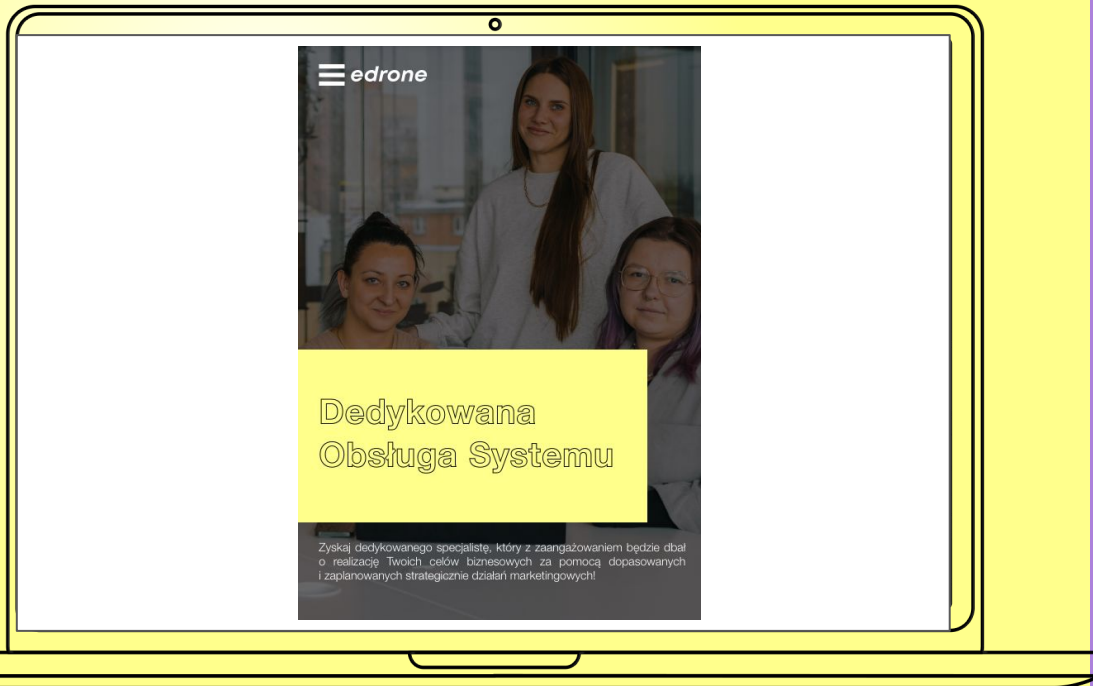 edrone
Dedykowana
Obsługa Systemu
Zyskaj dedykowanego specjalistę, który z zaangażowaniem będzie dbał
o realizację Twoich celów biznesowych za pomocą dopasowanych
i zaplanowanych strategicznie działań marketingowych!